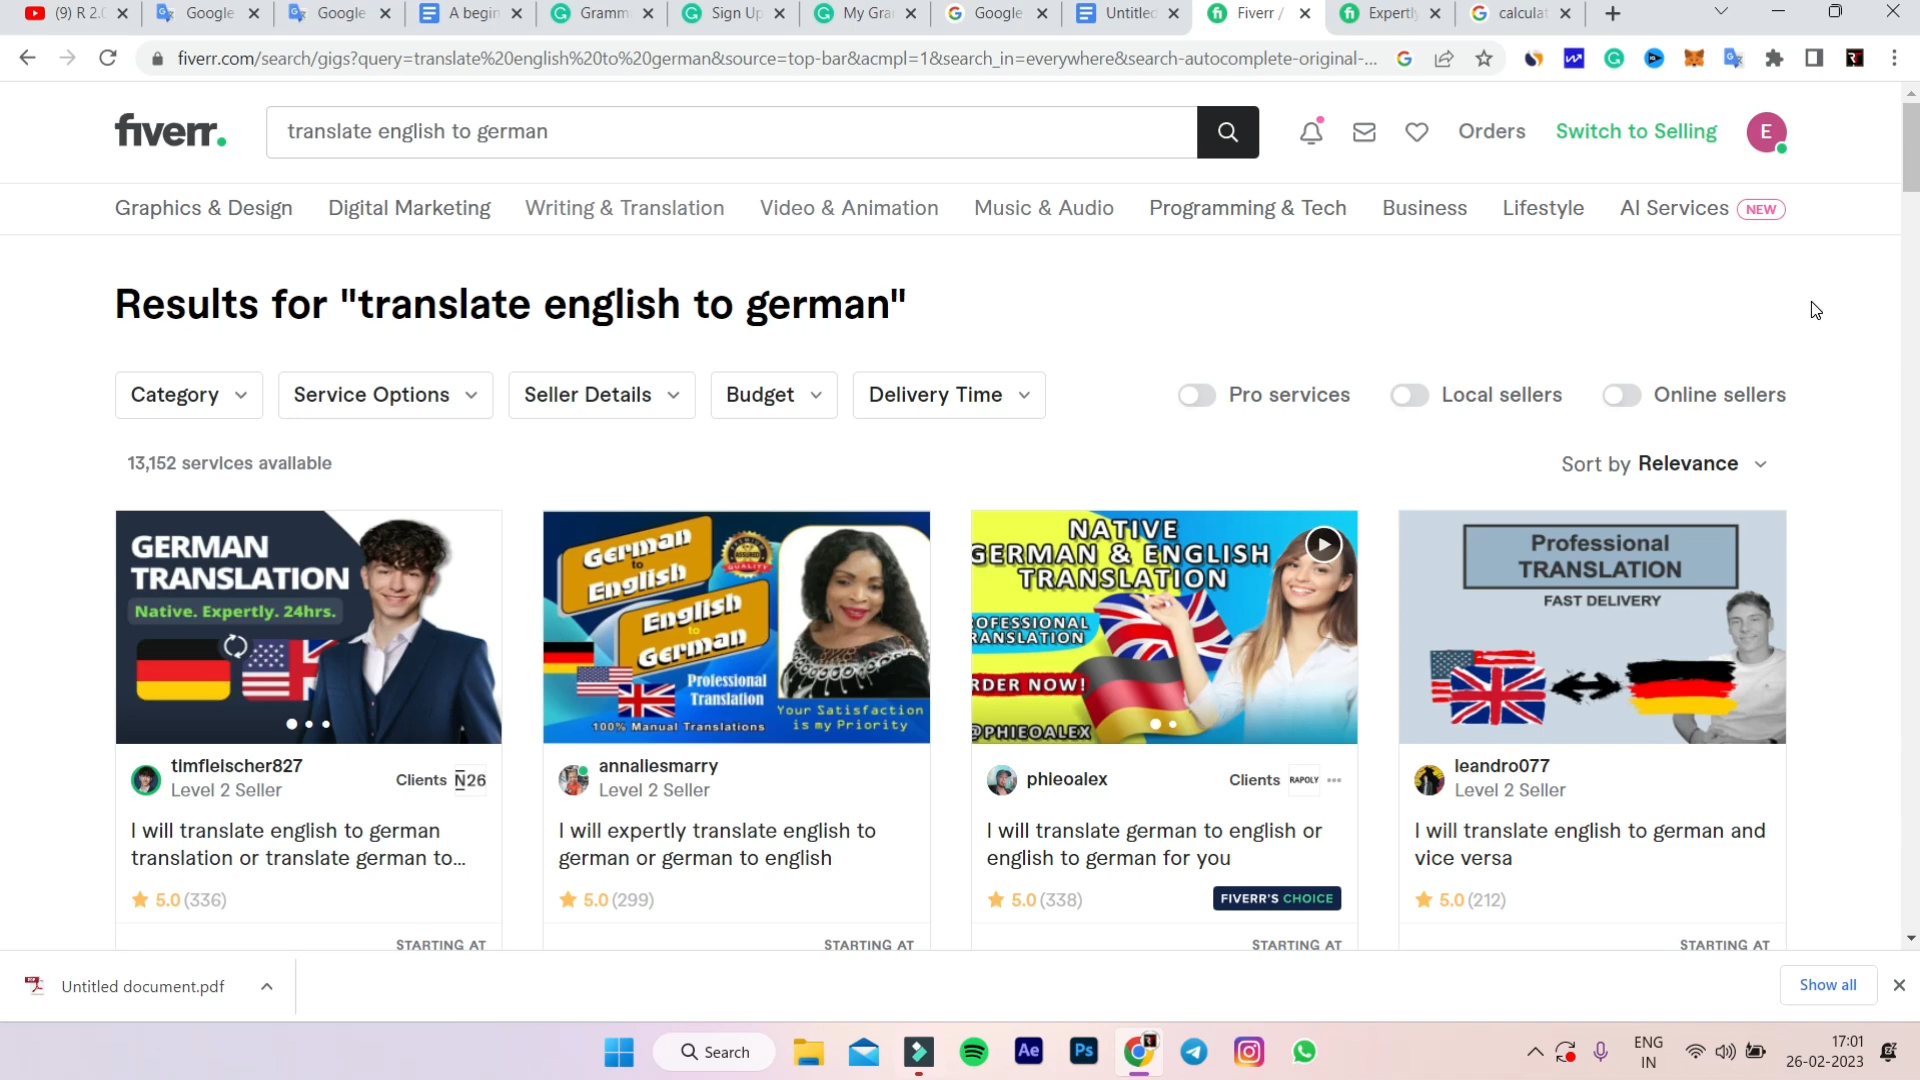 (9) R 2.0
Google
Google
A begin
Gramm
Sign Up
My Gra
Google
Untitled
Fiverr /
Expertly
calculat
fiverr.com/search/gigs?query=translate%20english%20to%20german&source=top-bar&acmpl=1&search_in=everywhere&search-autocomplete-original-...
fiverr.
translate english to german
Orders
Switch to Selling
E
Graphics & Design
Digital Marketing
Writing & Translation
Video & Animation
Music & Audio
Programming & Tech
Business
Lifestyle
AI Services NEW
Results for "translate english to german"
Category
Service Options
Seller Details
Budget
Delivery Time
Pro services
Local sellers
Online sellers
13,152 services available
Sort by Relevance
GERMAN
TRANSLATION
Native. Expertly. 24hrs.
timfleischer827
Level 2 Seller
Clients N26
I will translate english to german
translation or translate german to...
5.0 (336)
STARTING AT
German
to
English
ASSURED
QUALITY
English
to
German
Professional
Translation
100% Manual Translations
Your Satisfaction
is my Priority
annaliesmarry
Level 2 Seller
I will expertly translate english to
german or german to english
5.0 (299)
STARTING AT
NATIVE
GERMAN & ENGLISH
TRANSLATION
OFESSIONAL
RANSLATION
RDER NOW!
@PHIEOALEX
phieoalex
Clients RAPOLY
I will translate german to english or
english to german for you
5.0 (338)
FIVERR'S CHOICE
STARTING AT
Professional
TRANSLATION
FAST DELIVERY
leandro077
Level 2 Seller
I will translate english to german and
vice versa
5.0 (212)
STARTING AT
Untitled document.pdf
Show all
Search
Ae
Ps
ENG
IN
17:01
26-02-2023